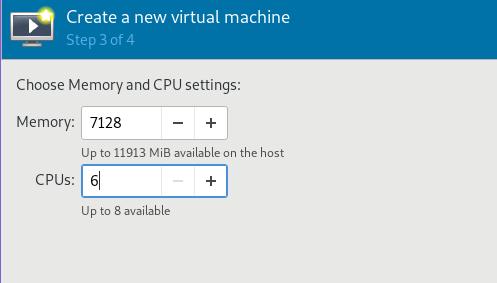 Create a new virtual machine
Step 3 of 4
Choose Memory and CPU settings:
Memory: 7128 − +
Up to 11913 MiB available on the host
CPUs: 6 − +
Up to 8 available